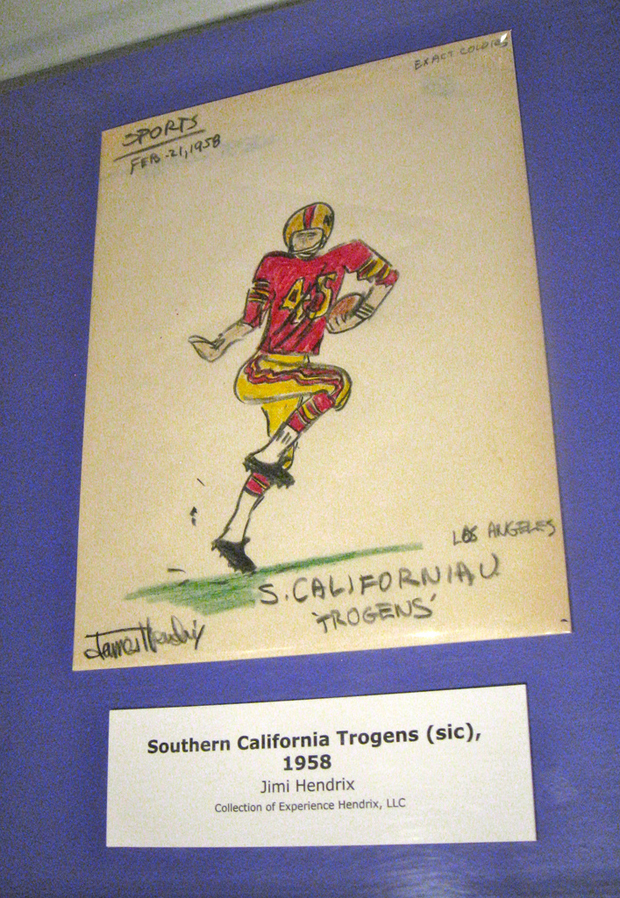 EXACT COLORS
SPORTS
FEB-21, 1958
45
LOS ANGELES
S. CALIFORNIA U.
'TROGENS'
James Hendrix
Southern California Trogens (sic),
1958
Jimi Hendrix
Collection of Experience Hendrix, LLC